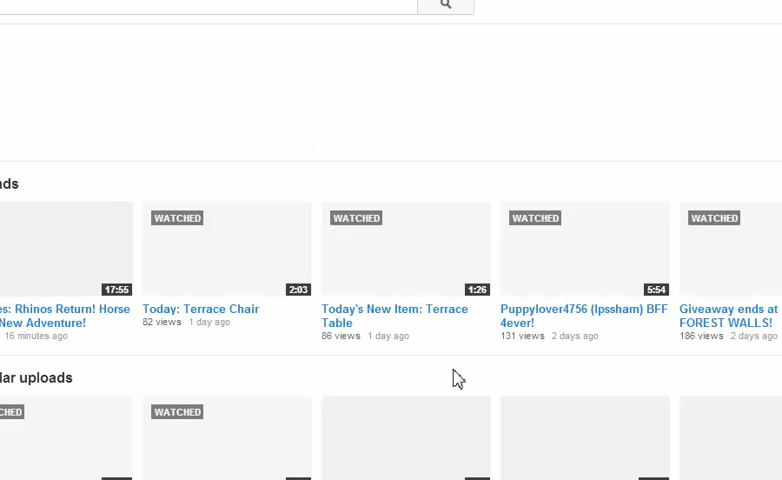 ads
WATCHED
WATCHED
WATCHED
WATCHED
17:55
2:03
1:26
5:54
es: Rhinos Return! Horse
New Adventure!
16 minutes ago
Today: Terrace Chair
82 views 1 day ago
Today's New Item: Terrace
Table
86 views 1 day ago
Puppylover4756 (lpssham) BFF
4ever!
131 views 2 days ago
Giveaway ends at
FOREST WALLS!
186 views 2 days ago
lar uploads
CHED
WATCHED